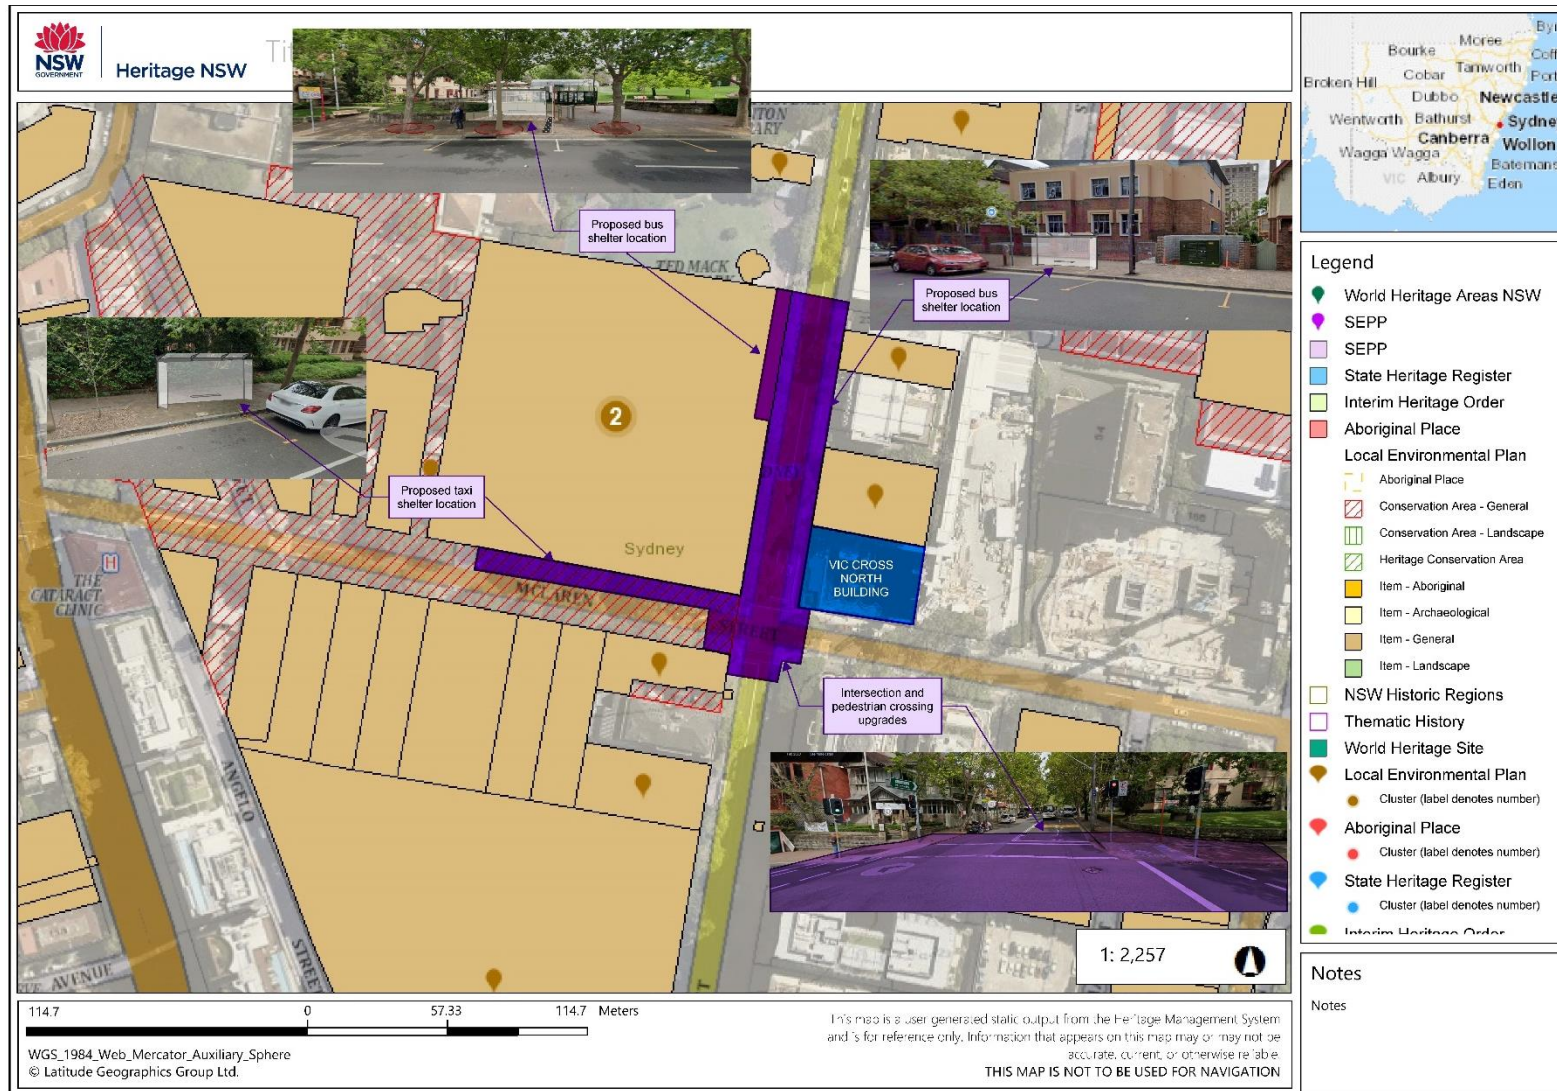 NSW
GOVERNMENT
Heritage NSW
TED MACK
Proposed bus
shelter location
Proposed bus
shelter location
Proposed taxi
shelter location
2
Sydney
THE
CATARACT
CLINIC
H
MCLAREN
STREET
VIC CROSS
NORTH
BUILDING
Intersection and
pedestrian crossing
upgrades
ANGELO
STREET
AVENUE
1: 2,257
114.7
0
57.33
114.7 Meters
WGS_1984_Web_Mercator_Auxiliary_Sphere
© Latitude Geographics Group Ltd.
This map is a user generated static output from the Heritage Management System
and is for reference only. Information that appears on this map may or may not be
accurate, current, or otherwise reliable.
THIS MAP IS NOT TO BE USED FOR NAVIGATION
Bourke
Moree
Broken Hill
Cobar
Tamworth
Dubbo
Newcastle
Wentworth
Bathurst
Sydney
Canberra
Wollon
Wagga Wagga
Batemans
VIC
Albury
Eden
Legend
World Heritage Areas NSW
SEPP
SEPP
State Heritage Register
Interim Heritage Order
Aboriginal Place
Local Environmental Plan
Aboriginal Place
Conservation Area - General
Conservation Area - Landscape
Heritage Conservation Area
Item - Aboriginal
Item - Archaeological
Item - General
Item - Landscape
NSW Historic Regions
Thematic History
World Heritage Site
Local Environmental Plan
Cluster (label denotes number)
Aboriginal Place
Cluster (label denotes number)
State Heritage Register
Cluster (label denotes number)
Interim Heritage Order
Notes
Notes